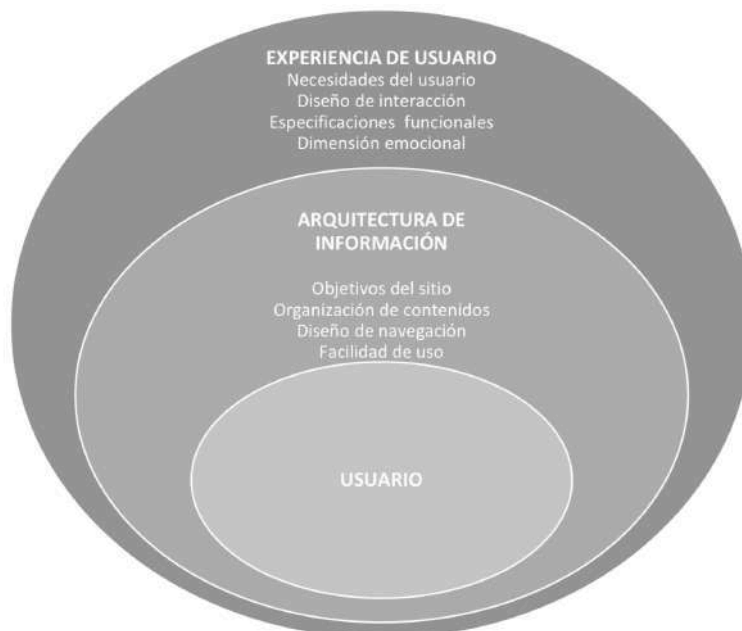 EXPERIENCIA DE USUARIO
Necesidades del usuario
Diseño de interacción
Especificaciones funcionales
Dimensión emocional
ARQUITECTURA DE
INFORMACIÓN
Objetivos del sitio
Organización de contenidos
Diseño de navegación
Facilidad de uso
USUARIO